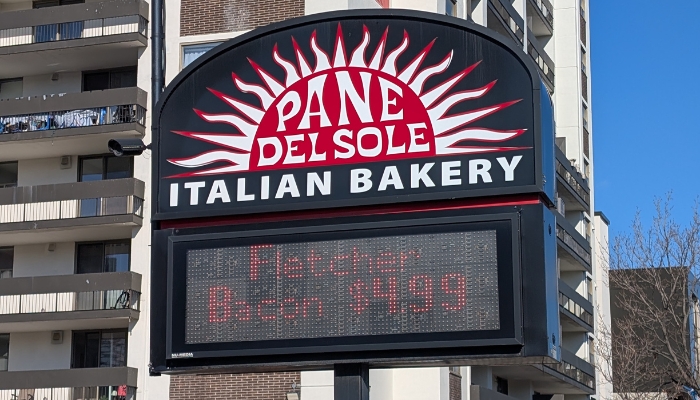 PANE
DEL SOLE
ITALIAN BAKERY
Fletcher
Bacon $4.99